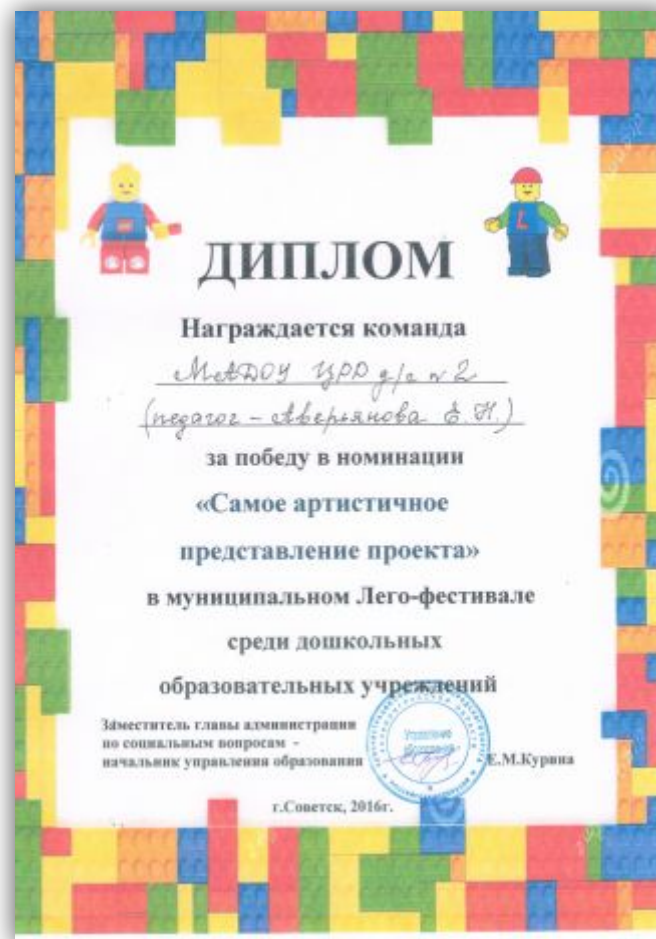 ДИПЛОМ
Награждается команда
МАДОУ ЦРР д/с № 2
(педагог - Аверьянова Е. Н.)
за победу в номинации
«Самое артистичное
представление проекта»
в муниципальном Лего-фестивале
среди дошкольных
образовательных учреждений
Заместитель главы администрации
по социальным вопросам -
начальник управления образования
Е.М.Курина
г.Советск, 2016г.